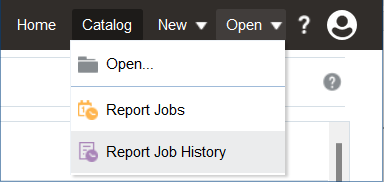 Home Catalog New Open ?
Open...
?
Report Jobs
Report Job History